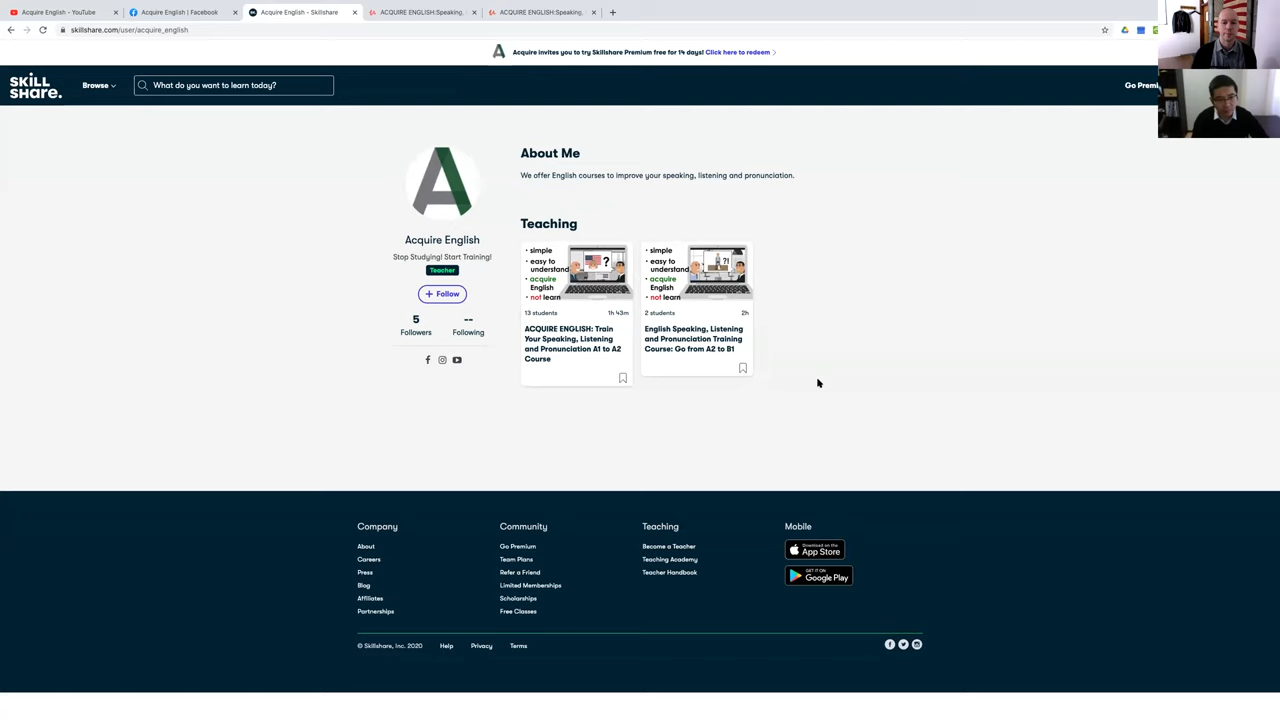 Acquire English - YouTube
Acquire English | Facebook
Acquire English - Skillshare
ACQUIRE ENGLISH:Speaking,
ACQUIRE ENGLISH:Speaking,
skillshare.com/user/acquire_english
Acquire invites you to try Skillshare Premium free for 14 days! Click here to redeem >
SKILL
SHARE.
Browse
What do you want to learn today?
Go Premi
About Me
We offer English courses to improve your speaking, listening and pronunciation.
Teaching
Acquire English
Stop Studying! Start Training!
Teacher
+ Follow
5
Followers
--
Following
• simple
• easy to
understand
• acquire
English
• not learn
?
13 students
1h 43m
ACQUIRE ENGLISH: Train
Your Speaking, Listening
and Pronunciation A1 to A2
Course
• simple
• easy to
understand
• acquire
English
• not learn
?!
2 students
2h
English Speaking, Listening
and Pronunciation Training
Course: Go from A2 to B1
Company
About
Careers
Press
Blog
Affiliates
Partnerships
Community
Go Premium
Team Plans
Refer a Friend
Limited Memberships
Scholarships
Free Classes
Teaching
Become a Teacher
Teaching Academy
Teacher Handbook
Mobile
Download on the
App Store
GET IT ON
Google Play
© Skillshare, Inc. 2020
Help
Privacy
Terms